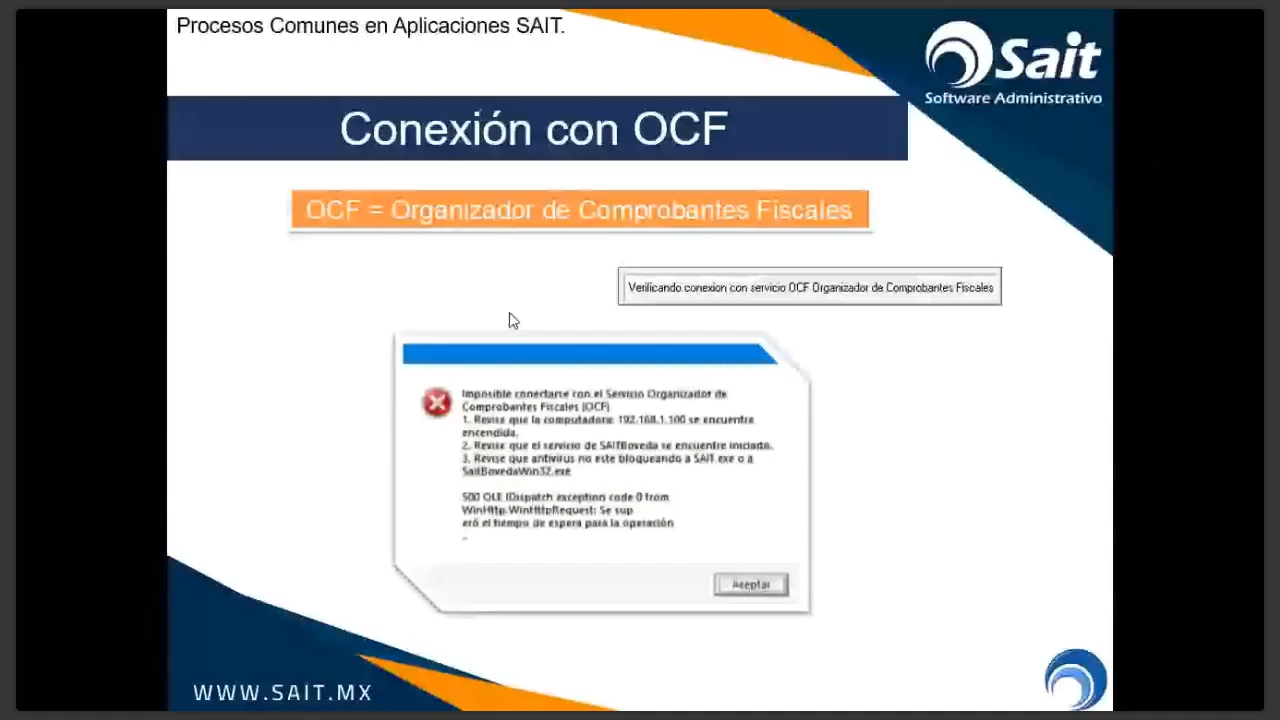 Procesos Comunes en Aplicaciones SAIT.
Sait
Software Administrativo
Conexión con OCF
OCF = Organizador de Comprobantes Fiscales
Verificando conexion con servicio OCF Organizador de Comprobantes Fiscales
Imposible conectarse con el Servicio Organizador de
Comprobantes Fiscales (OCF)
1. Revise que la computadora: 192.168.1.100 se encuentre
encendida.
2. Revise que el servicio de SAITBoveda se encuentre iniciado.
3. Revise que antivirus no este bloqueando a SAIT.exe o a
SaitBovedaWin32.exe
500 OLE IDispatch exception code 0 from
WinHttp.WinHttpRequest: Se sup
eró el tiempo de espera para la operación
..
Aceptar
WWW.SAIT.MX